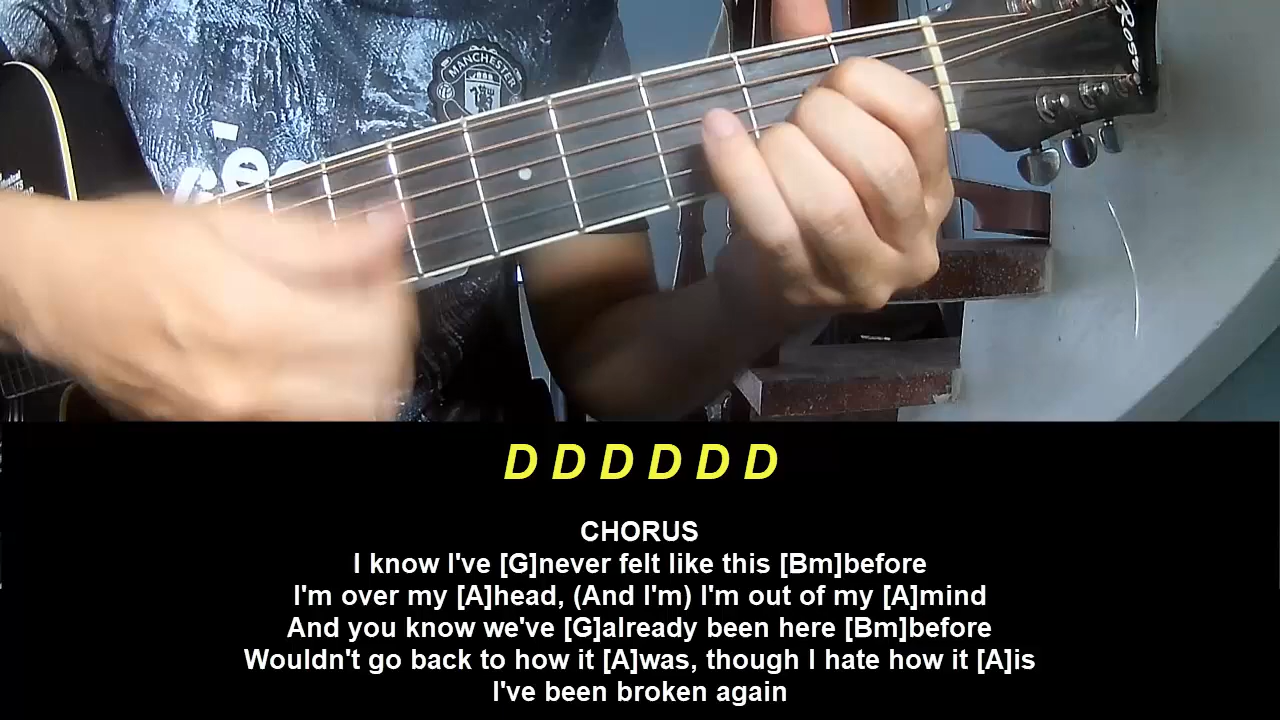 Rosen
MANCHESTER
D D D D D D
CHORUS
I know I've [G]never felt like this [Bm]before
I'm over my [A]head, (And I'm) I'm out of my [A]mind
And you know we've [G]already been here [Bm]before
Wouldn't go back to how it [A]was, though I hate how it [A]is
I've been broken again